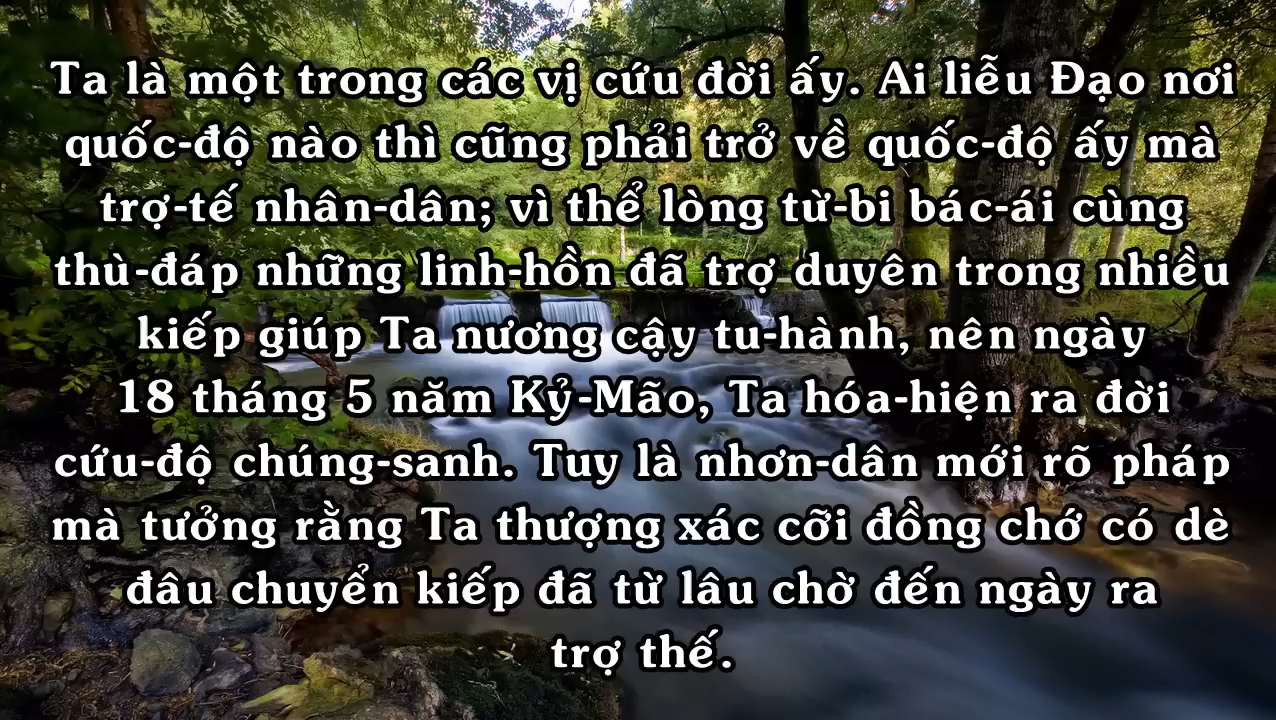 Ta là một trong các vị cứu đời ấy. Ai liễu Đạo nơi
quốc-độ nào thì cũng phải trở về quốc-độ ấy mà
trợ-tế nhân-dân; vì thể lòng từ-bi bác-ái cùng
thù-đáp những linh-hồn đã trợ duyên trong nhiều
kiếp giúp Ta nương cậy tu-hành, nên ngày
18 tháng 5 năm Kỷ-Mão, Ta hóa-hiện ra đời
cứu-độ chúng-sanh. Tuy là nhơn-dân mới rõ pháp
mà tưởng rằng Ta thượng xác cỡi đồng chớ có dè
đâu chuyển kiếp đã từ lâu chờ đến ngày ra
trợ thế.